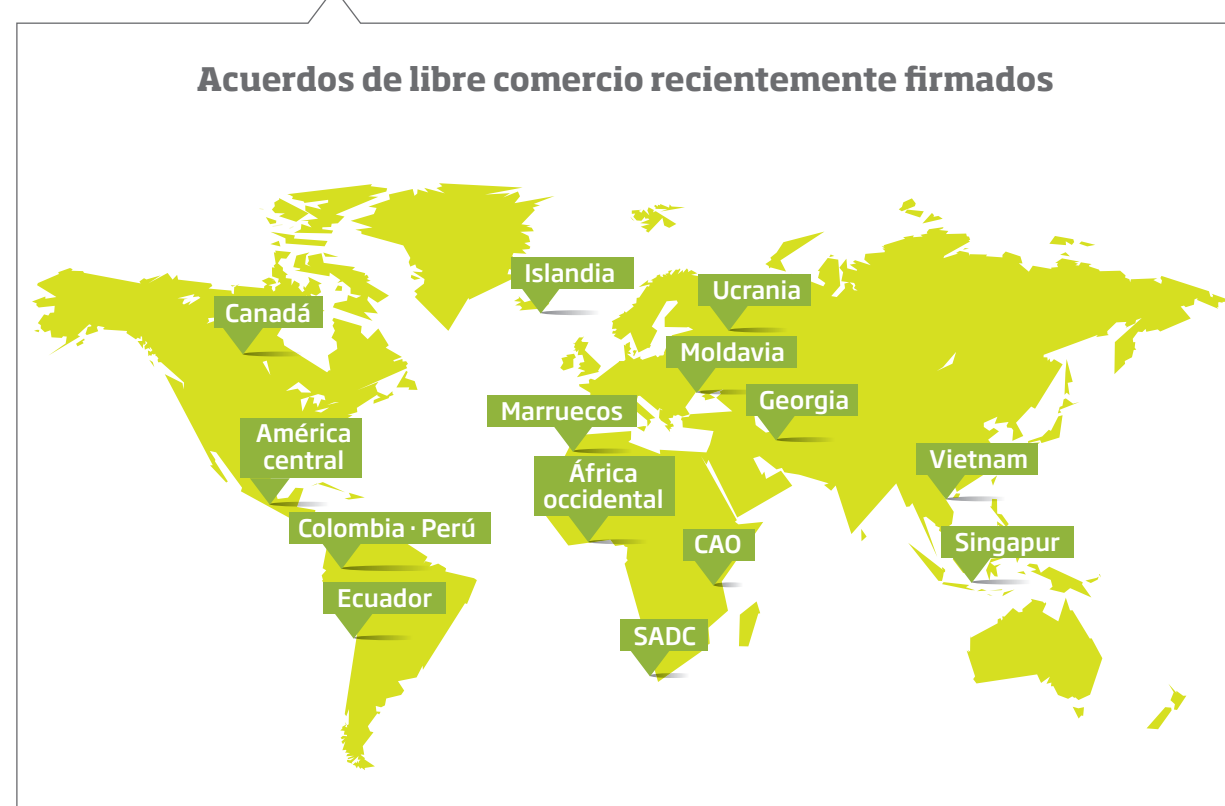 Acuerdos de libre comercio recientemente firmados
Islandia
Ucrania
Canadá
Moldavia
Georgia
Marruecos
América
central
Vietnam
África
occidental
Colombia · Perú
CAO
Singapur
Ecuador
SADC